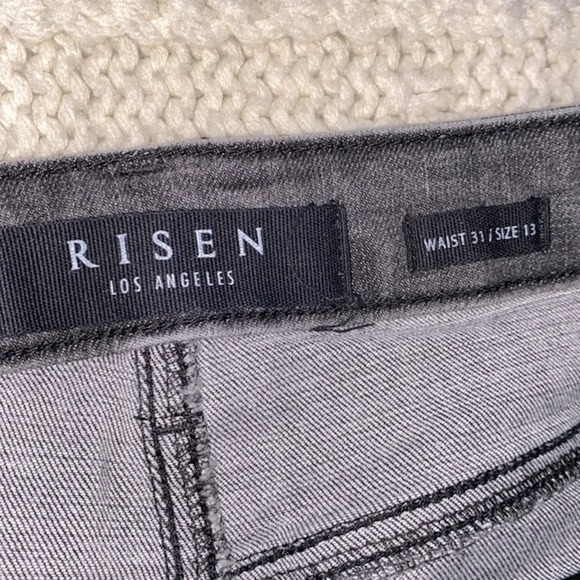 RISEN
LOS ANGELES
WAIST 31 / SIZE 13